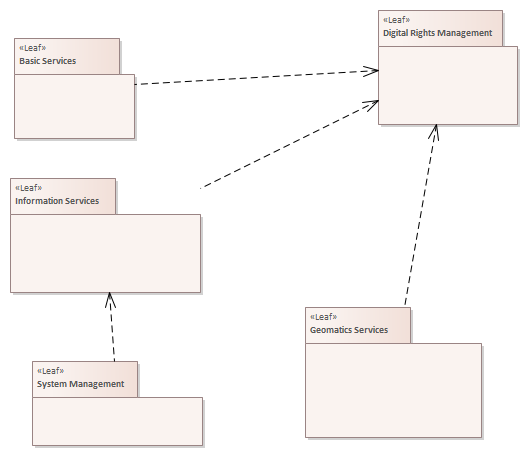 «Leaf»
Digital Rights Management
«Leaf»
Basic Services
«Leaf»
Information Services
«Leaf»
Geomatics Services
«Leaf»
System Management